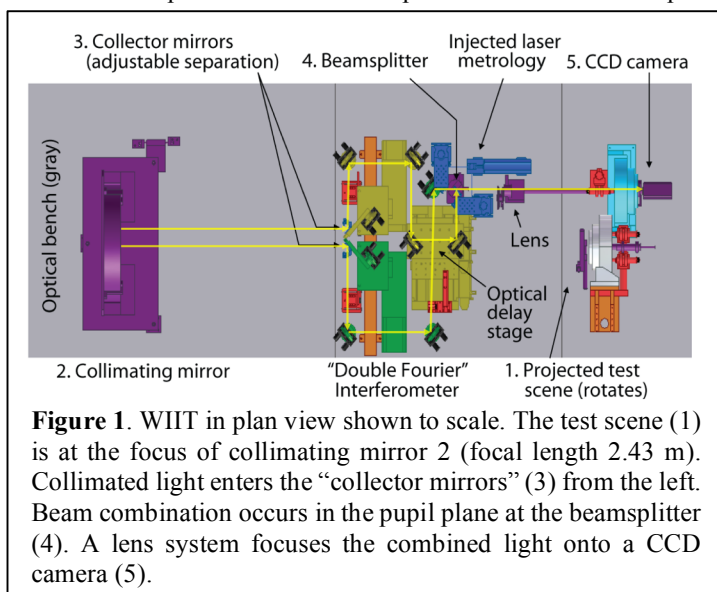 3. Collector mirrors
(adjustable separation)
4. Beamsplitter
Injected laser
metrology
5. CCD camera
Optical bench (gray)
Lens
Optical
delay
stage
2. Collimating mirror
“Double Fourier”
Interferometer
1. Projected test
scene (rotates)
Figure 1. WIIT in plan view shown to scale. The test scene (1)
is at the focus of collimating mirror 2 (focal length 2.43 m).
Collimated light enters the “collector mirrors” (3) from the left.
Beam combination occurs in the pupil plane at the beamsplitter
(4). A lens system focuses the combined light onto a CCD
camera (5).